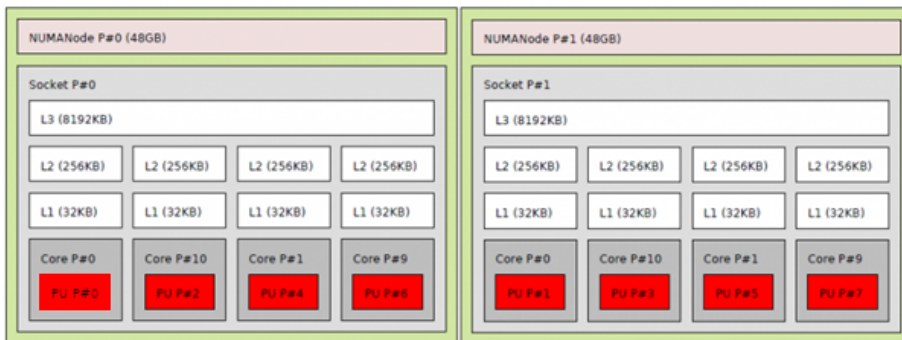 NUMANode P#0 (48GB)
Socket P#0
L3 (8192KB)
L2 (256KB) L2 (256KB) L2 (256KB) L2 (256KB)
L1 (32KB) L1 (32KB) L1 (32KB) L1 (32KB)
Core P#0 Core P#10 Core P#1 Core P#9
PU P#0 PU P#2 PU P#4 PU P#6
NUMANode P#1 (48GB)
Socket P#1
L3 (8192KB)
L2 (256KB) L2 (256KB) L2 (256KB) L2 (256KB)
L1 (32KB) L1 (32KB) L1 (32KB) L1 (32KB)
Core P#0 Core P#10 Core P#1 Core P#9
PU P#1 PU P#3 PU P#5 PU P#7